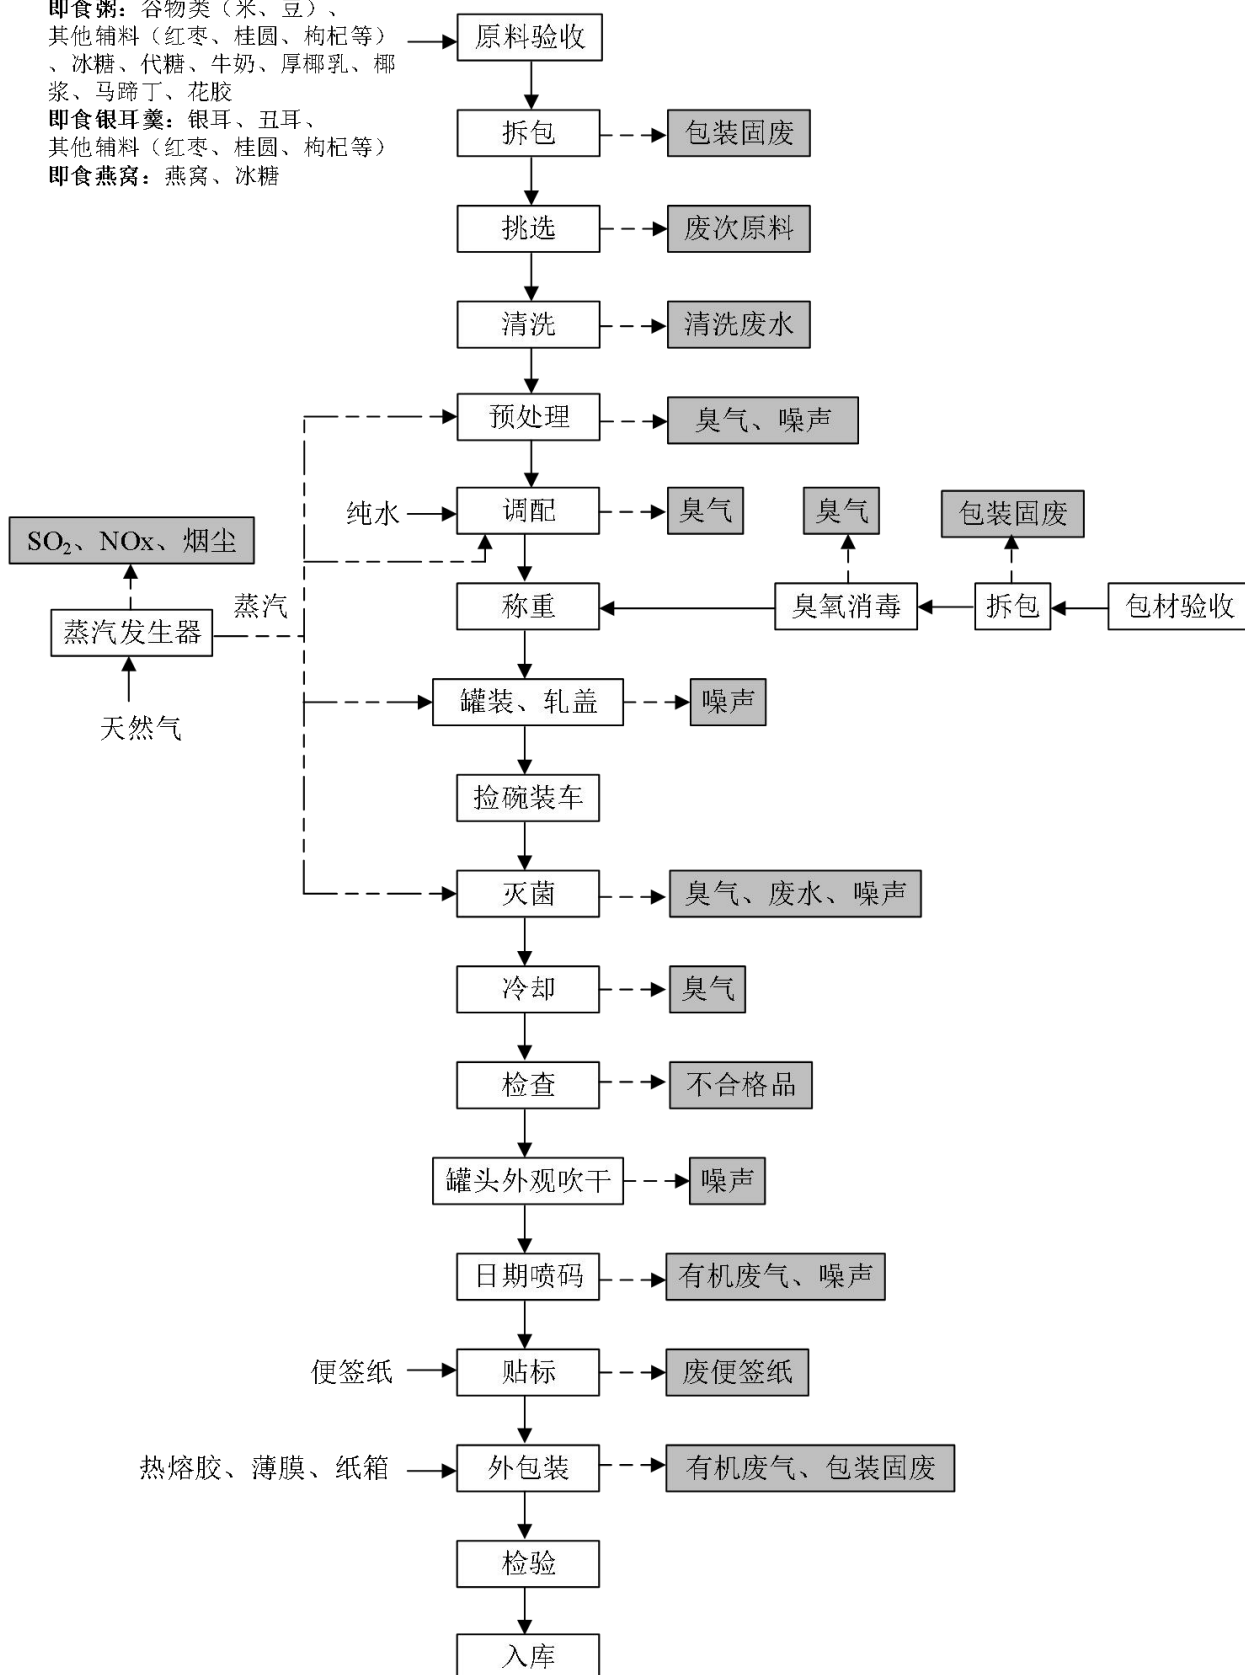 即食粥：谷物类（米、豆）、
其他辅料（红枣、桂圆、枸杞等）
、冰糖、代糖、牛奶、厚椰乳、椰
浆、马蹄丁、花胶
即食银耳羹：银耳、丑耳、
其他辅料（红枣、桂圆、枸杞等）
即食燕窝：燕窝、冰糖
原料验收
拆包
包装固废
挑选
废次原料
清洗
清洗废水
预处理
臭气、噪声
纯水
调配
臭气
臭气
包装固废
SO₂、NOx、烟尘
蒸汽
蒸汽发生器
天然气
称重
臭氧消毒
拆包
包材验收
罐装、轧盖
噪声
捡碗装车
灭菌
臭气、废水、噪声
冷却
臭气
检查
不合格品
罐头外观吹干
噪声
日期喷码
有机废气、噪声
便签纸
贴标
废便签纸
热熔胶、薄膜、纸箱
外包装
有机废气、包装固废
检验
入库